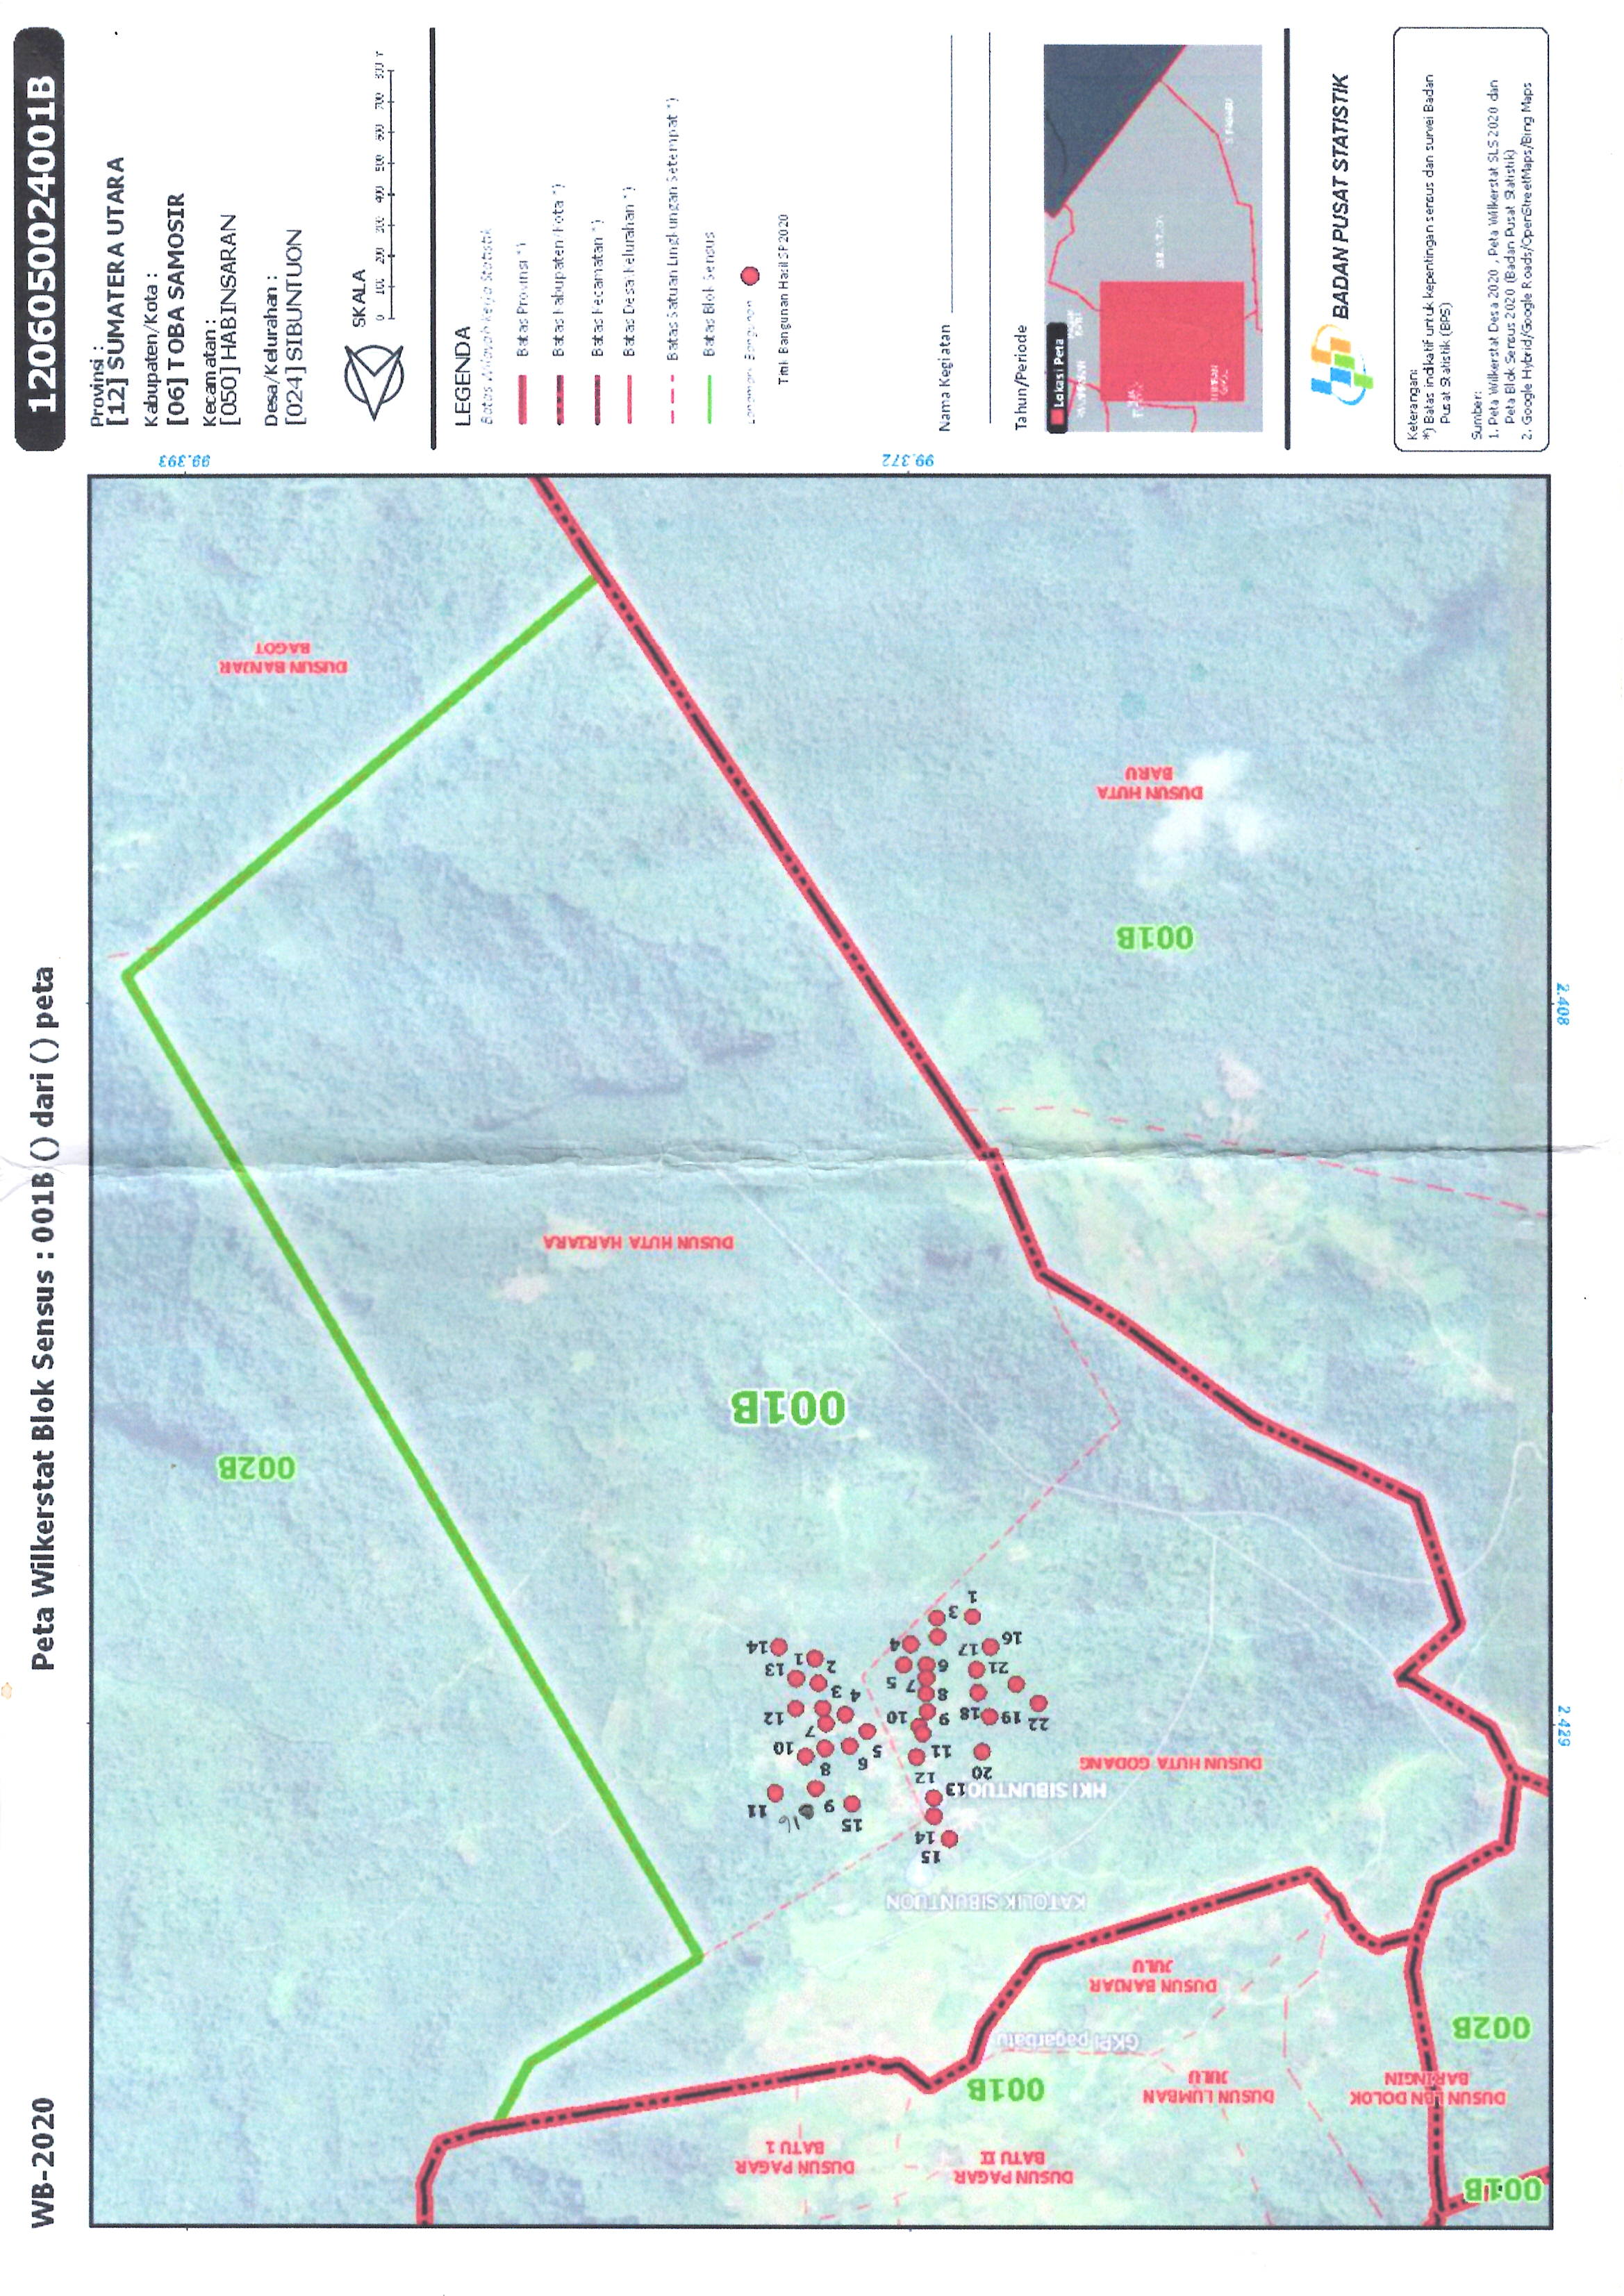 WB-2020
Peta Wilkerstat Blok Sensus : 001B () dari () peta
1206050024001B
Provinsi :
[12] SUMATERA UTARA
Kabupaten/Kota :
[06] TOBA SAMOSIR
Kecamatan :
[050] HABINSARAN
Desa/Kelurahan :
[024] SIBUNTUON
SKALA
0 100 200 300 400 500 600 700 800
LEGENDA
Batas Wilayah Kerja Statistik
Batas Provinsi *)
Batas Kabupaten/Kota *)
Batas Kecamatan *)
Batas Desa/Kelurahan *)
Batas Satuan Lingkungan Setempat *)
Batas Blok Sensus
Landmark Bangunan
Titik Bangunan Hasil SP2020
Nama Kegiatan
Tahun/Periode
Lokasi Peta
BADAN PUSAT STATISTIK
Keterangan:
*) Batas indikatif untuk kepentingan sensus dan survei Badan
Pusat Statistik (BPS)
Sumber:
1. Peta Wilkerstat Desa 2020 , Peta Wilkerstat SLS 2020 dan
Peta Blok Sensus 2020 (Badan Pusat Statistik)
2. Google Hybrid/Google Roads/OpenStreetMaps/Bing Maps
99.393
99.372
2.429
2.408
002B
DUSUN BANJAR
BAGOT
DUSUN HUTA HARIARA
001B
DUSUN PAGAR
BATU 1
DUSUN PAGAR
BATU II
001B
GKPI pagarbatu
KATOLIK SIBUNTUON
HKI SIBUNTUON
DUSUN HUTA GODANG
DUSUN LUMBAN
JULU
DUSUN BANJAR
JULU
DUSUN LBN DOLOK
BARINGIN
001B
002B
001B
DUSUN HUTA
BARU
11
16
10
12
13
14
9
8
7
1
2
3
15
6
5
4
15
14
13
12
11
10
9
8
7
6
5
4
3
1
20
19
18
21
17
16
22